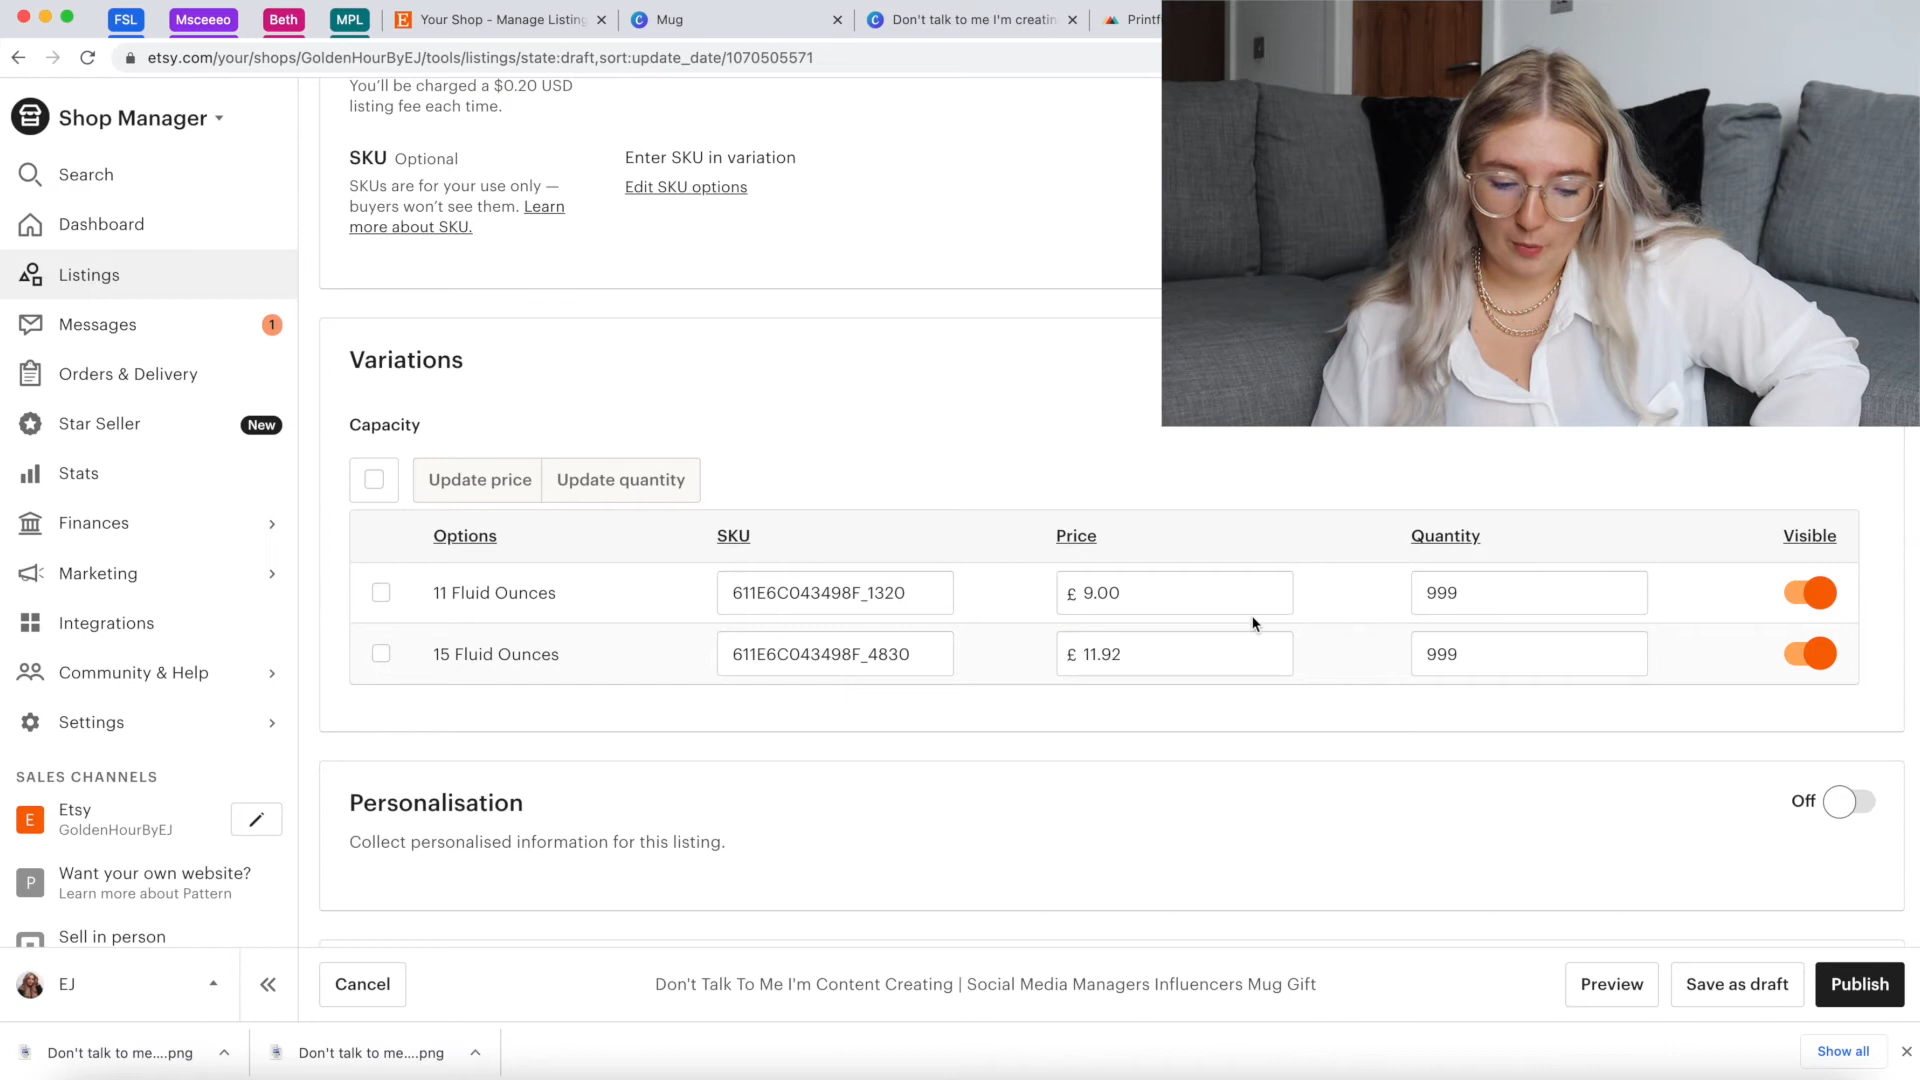 FSL
Msceeeo
Beth
MPL
Your Shop - Manage Listing
Mug
Don't talk to me I'm creatin
Printf
etsy.com/your/shops/GoldenHourByEJ/tools/listings/state:draft,sort:update_date/1070505571
Shop Manager
Search
Dashboard
Listings
Messages
1
Orders & Delivery
Star Seller
New
Stats
Finances
Marketing
Integrations
Community & Help
Settings
SALES CHANNELS
E
Etsy
GoldenHourByEJ
P
Want your own website?
Learn more about Pattern
Sell in person
EJ
You'll be charged a $0.20 USD
listing fee each time.
SKU Optional
SKUs are for your use only —
buyers won't see them. Learn
more about SKU.
Enter SKU in variation
Edit SKU options
Variations
Capacity
Update price
Update quantity
Options SKU Price Quantity Visible
11 Fluid Ounces 611E6C043498F_1320 £ 9.00 999
15 Fluid Ounces 611E6C043498F_4830 £ 11.92 999
Personalisation
Off
Collect personalised information for this listing.
Cancel
Don't Talk To Me I'm Content Creating | Social Media Managers Influencers Mug Gift
Preview
Save as draft
Publish
Don't talk to me....png
Don't talk to me....png
Show all